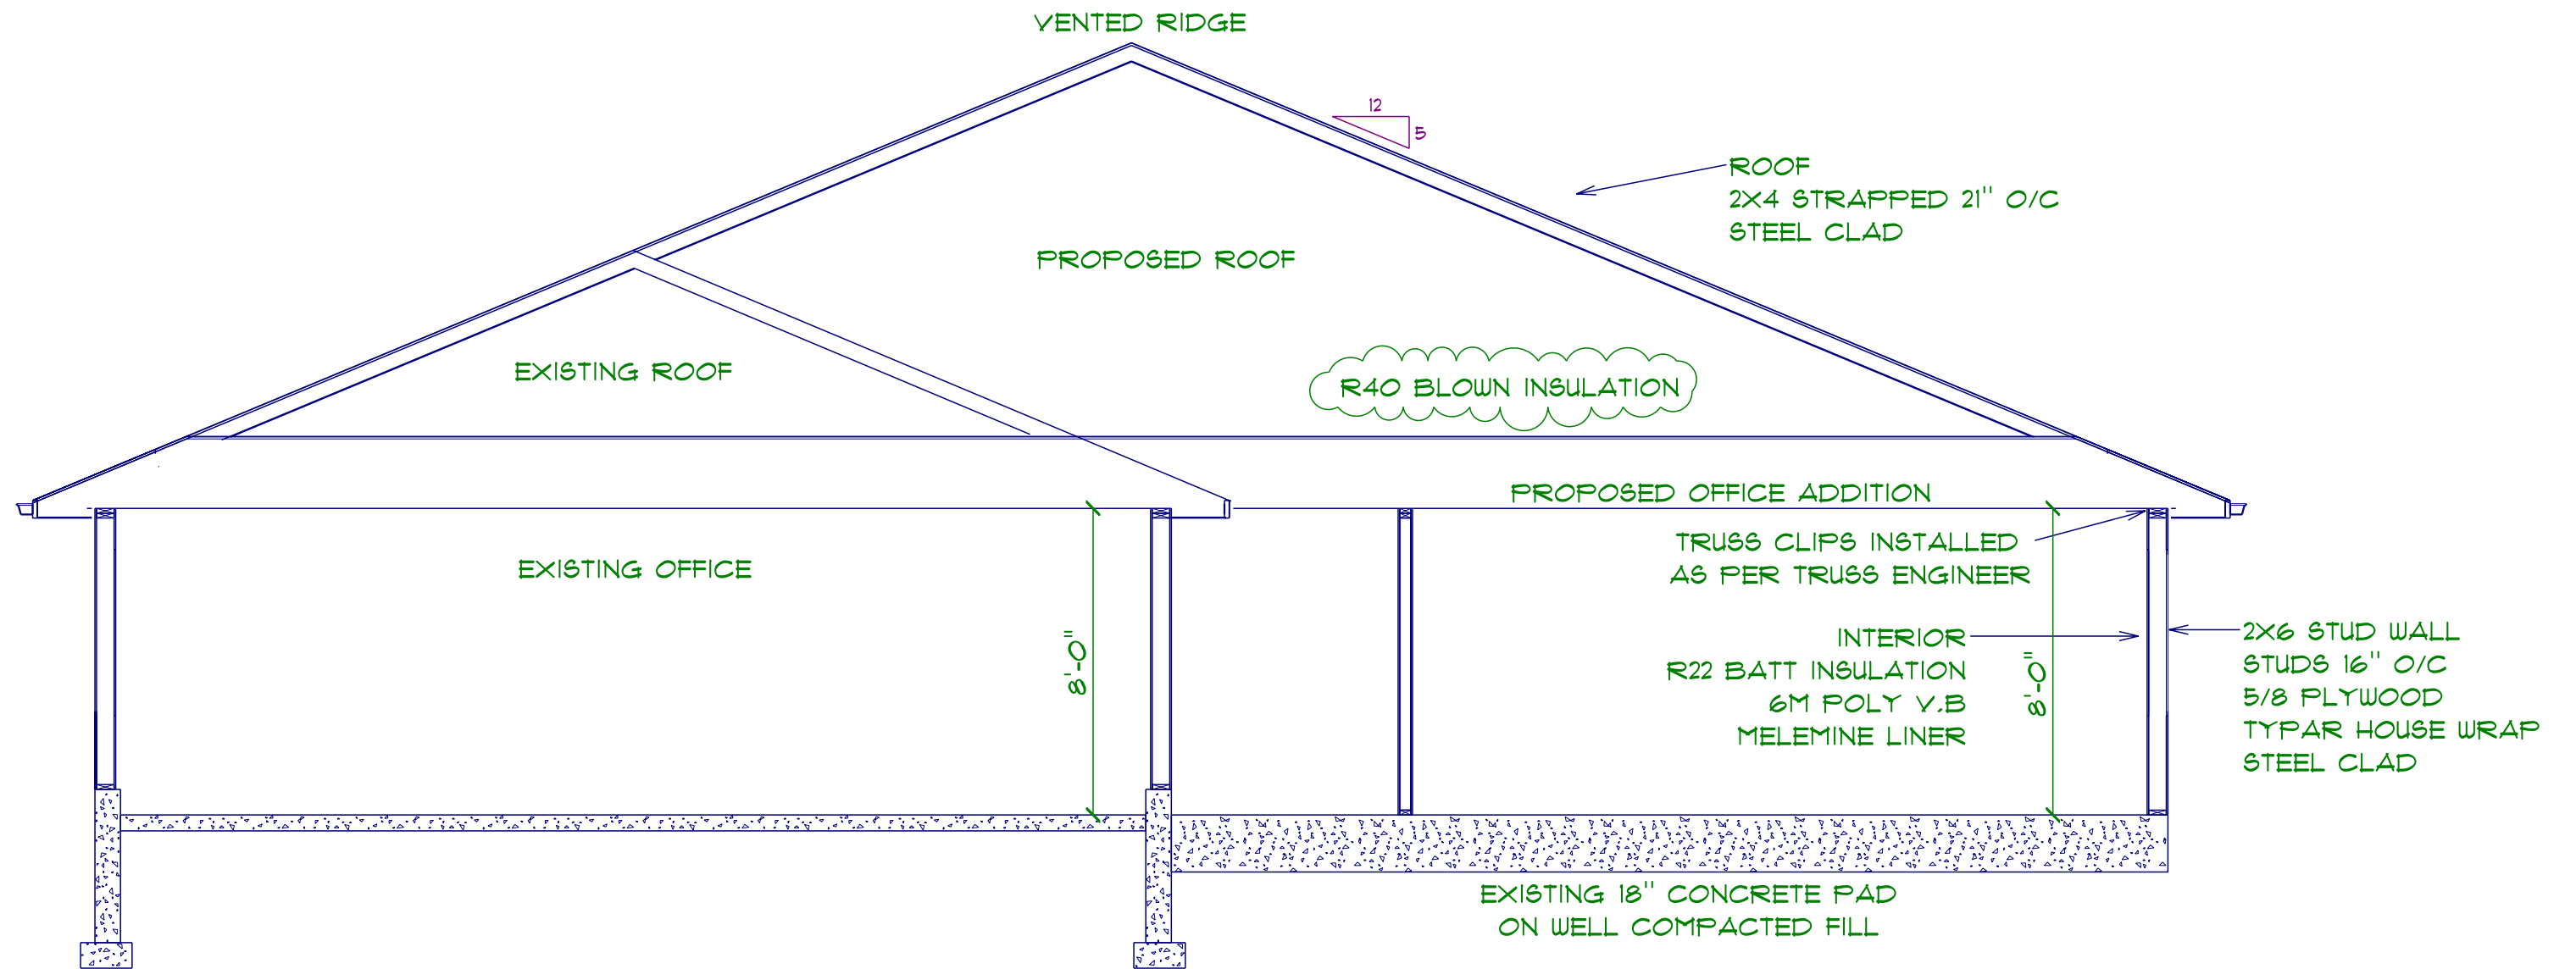 VENTED RIDGE
12
5
ROOF
2X4 STRAPPED 21" O/C
STEEL CLAD
PROPOSED ROOF
EXISTING ROOF
R40 BLOWN INSULATION
PROPOSED OFFICE ADDITION
TRUSS CLIPS INSTALLED
AS PER TRUSS ENGINEER
EXISTING OFFICE
8'-0"
INTERIOR
R22 BATT INSULATION
6M POLY V.B
MELEMINE LINER
8'-0"
2X6 STUD WALL
STUDS 16" O/C
5/8 PLYWOOD
TYPAR HOUSE WRAP
STEEL CLAD
EXISTING 18" CONCRETE PAD
ON WELL COMPACTED FILL